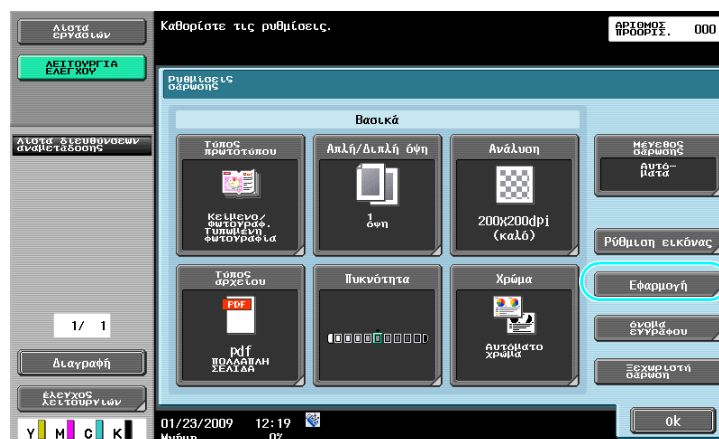 Λίστα
εργασιών
Καθορίστε τις ρυθμίσεις.
ΑΡΙΘΜΟΣ
ΠΡΟΟΡΙΣ.
000
ΛΕΙΤΟΥΡΓΙΑ
ΕΛΕΓΧΟΥ
Ρυθμίσεις
σάρωσης
Βασικά
Λίστα διευθύνσεων
αναμετάδοσης
Τύπος
πρωτοτύπου
Απλή/Διπλή όψη
Ανάλυση
Μέγεθος
σάρωσης
Αυτό-
ματα
Κείμενο/
Φωτογραφ.
Τυπωμένη
φωτογραφία
1
όψη
200X200dpi
(καλό)
Ρύθμιση εικόνας
Τύπος
αρχείου
Πυκνότητα
Χρώμα
Εφαρμογή
PDF
pdf
ΠΟΛΛΑΠΛΗ
ΣΕΛΙΔΑ
Αυτόματο
χρώμα
όνομα
εγγράφου
1/ 1
Διαγραφή
Ξεχωριστή
σάρωση
έλεγχος
λειτουργιών
ok
01/23/2009 12:19
Μνήμη 0%
Y M C K